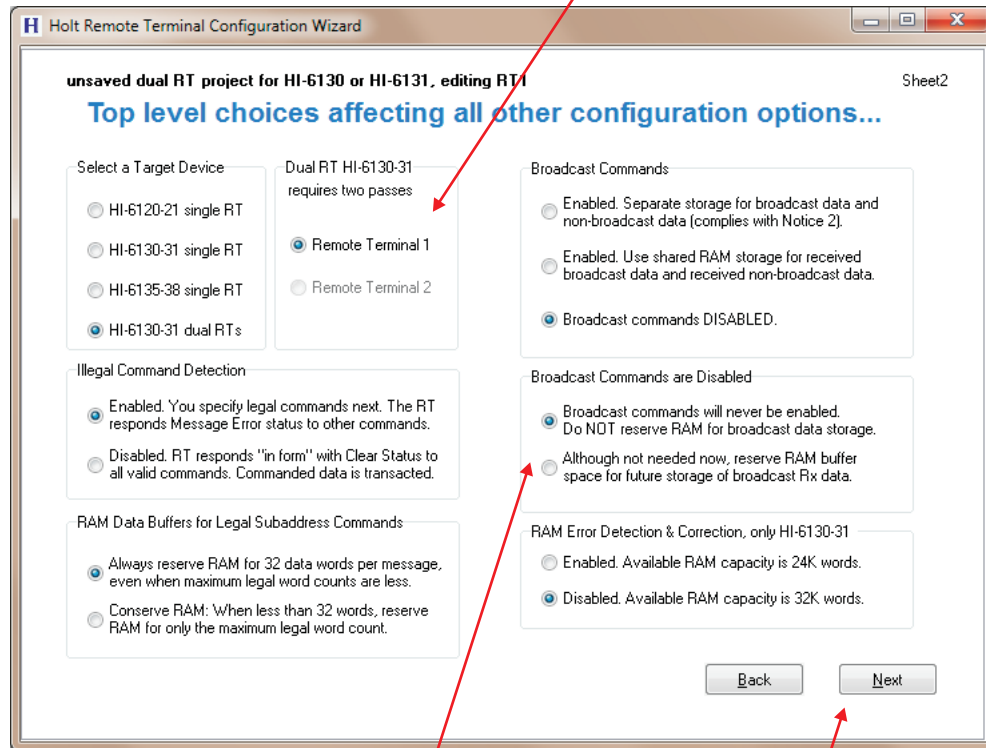 H Holt Remote Terminal Configuration Wizard
unsaved dual RT project for HI-6130 or HI-6131, editing RT1
Sheet2
Top level choices affecting all other configuration options...
Select a Target Device
HI-6120-21 single RT
HI-6130-31 single RT
HI-6135-38 single RT
HI-6130-31 dual RTs
Dual RT HI-6130-31
requires two passes
Remote Terminal 1
Remote Terminal 2
Illegal Command Detection
Enabled. You specify legal commands next. The RT
responds Message Error status to other commands.
Disabled. RT responds "in form" with Clear Status to
all valid commands. Commanded data is transacted.
RAM Data Buffers for Legal Subaddress Commands
Always reserve RAM for 32 data words per message,
even when maximum legal word counts are less.
Conserve RAM: When less than 32 words, reserve
RAM for only the maximum legal word count.
Broadcast Commands
Enabled. Separate storage for broadcast data and
non-broadcast data (complies with Notice 2).
Enabled. Use shared RAM storage for received
broadcast data and received non-broadcast data.
Broadcast commands DISABLED.
Broadcast Commands are Disabled
Broadcast commands will never be enabled.
Do NOT reserve RAM for broadcast data storage.
Although not needed now, reserve RAM buffer
space for future storage of broadcast Rx data.
RAM Error Detection & Correction, only HI-6130-31
Enabled. Available RAM capacity is 24K words.
Disabled. Available RAM capacity is 32K words.
Back
Next